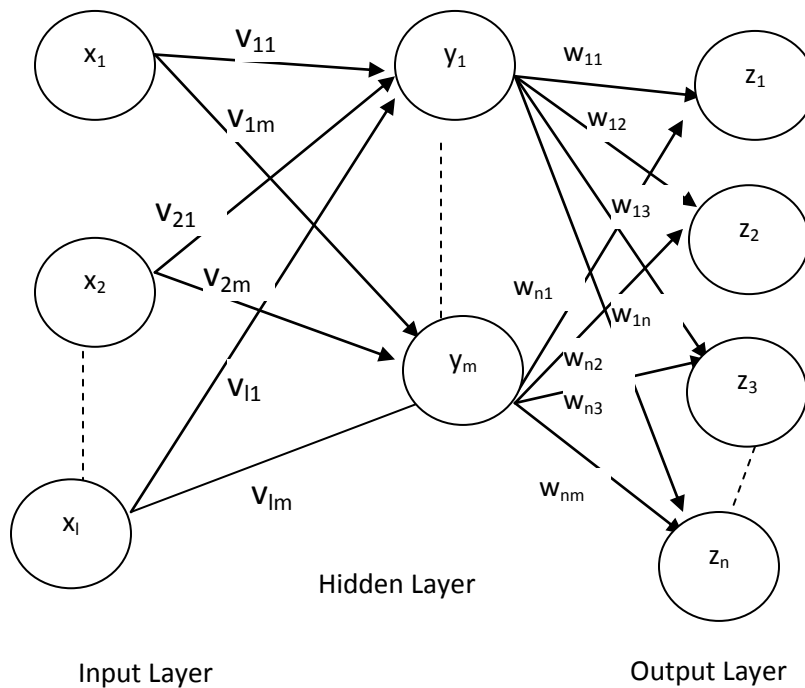 x₁
v₁₁
y₁
w₁₁
z₁
v₁ₘ
w₁₂
v₂₁
w₁₃
z₂
x₂
v₂ₘ
wₙ₁
w₁ₙ
yₘ
wₙ₂
z₃
vₗ₁
wₙ₃
vₗₘ
wₙₘ
xₗ
zₙ
Hidden Layer
Input Layer
Output Layer